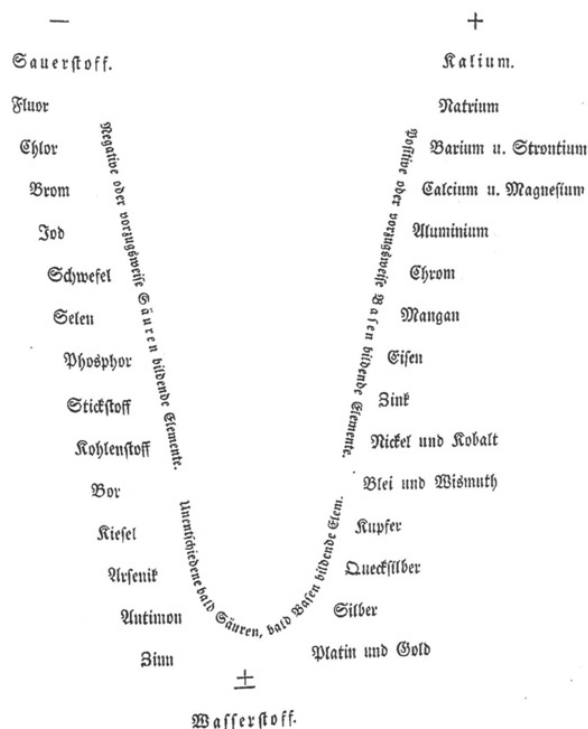 −
+
Sauerstoff.
Kalium.
Fluor
Natrium
Chlor
Barium u. Strontium
Brom
Calcium u. Magnesium
Jod
Aluminium
Schwefel
Chrom
Selen
Mangan
Phosphor
Eisen
Stickstoff
Zink
Kohlenstoff
Nickel und Kobalt
Bor
Blei und Wismuth
Kiesel
Kupfer
Arsenik
Quecksilber
Antimon
Silber
Zinn
Platin und Gold
Negative oder vorzugsweise Säuren bildende Elemente.
Positive oder vorzugsweise Basen bildende Elemente.
Unentschiedene bald Säuren, bald Basen bildende Elem.
±
Wasserstoff.